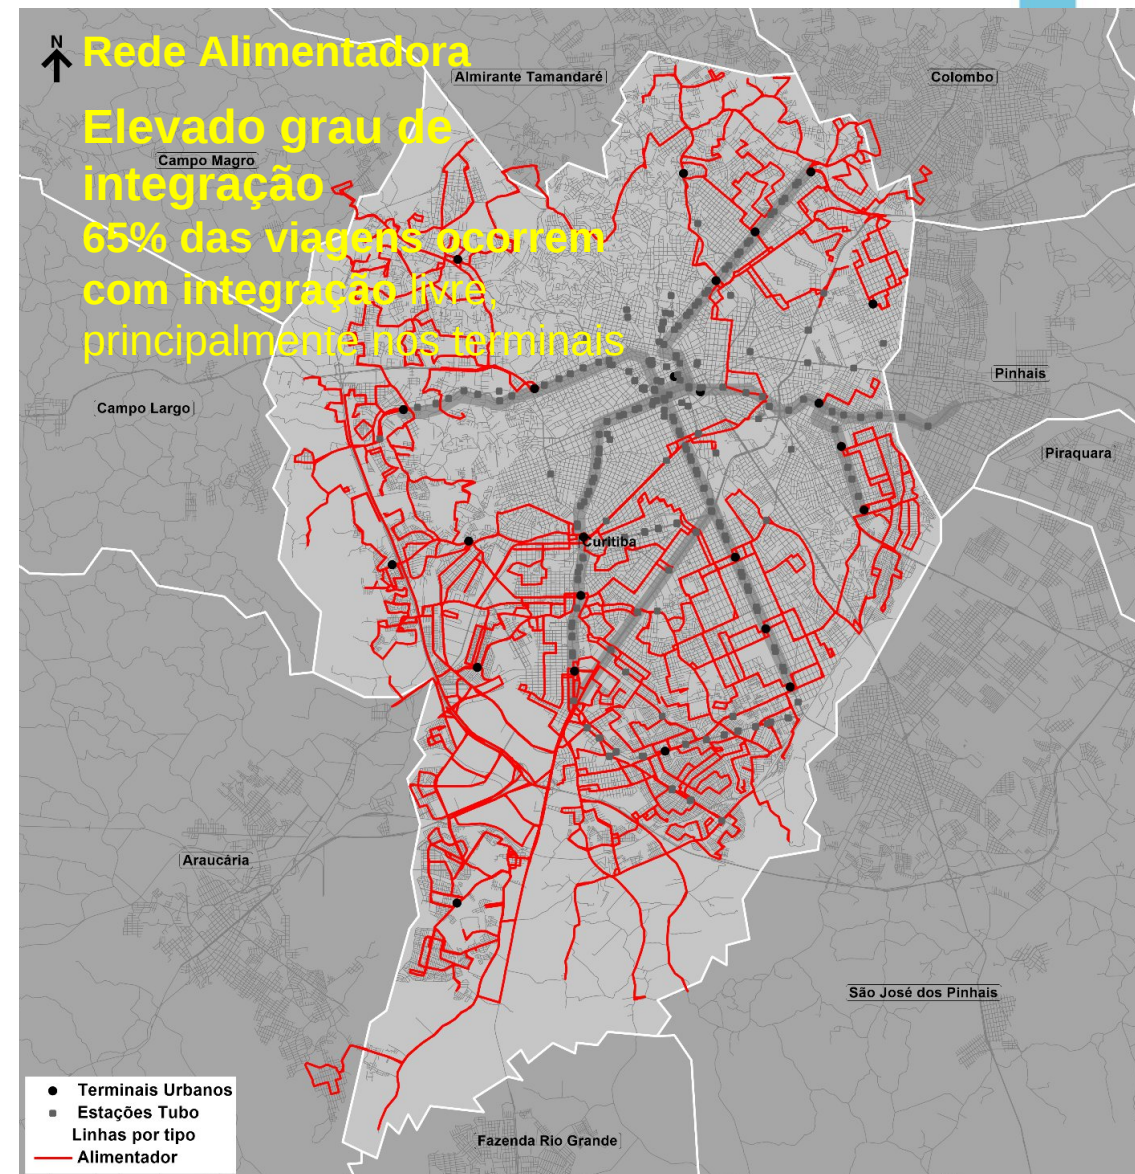 N
Rede Alimentadora
Almirante Tamandaré
Colombo
Elevado grau de
Campo Magro
integração
65% das viagens ocorrem
com integração livre,
principalmente nos terminais
Pinhais
Campo Largo
Piraquara
Curitiba
Araucária
São José dos Pinhais
Terminais Urbanos
Estações Tubo
Linhas por tipo
Alimentador
Fazenda Rio Grande